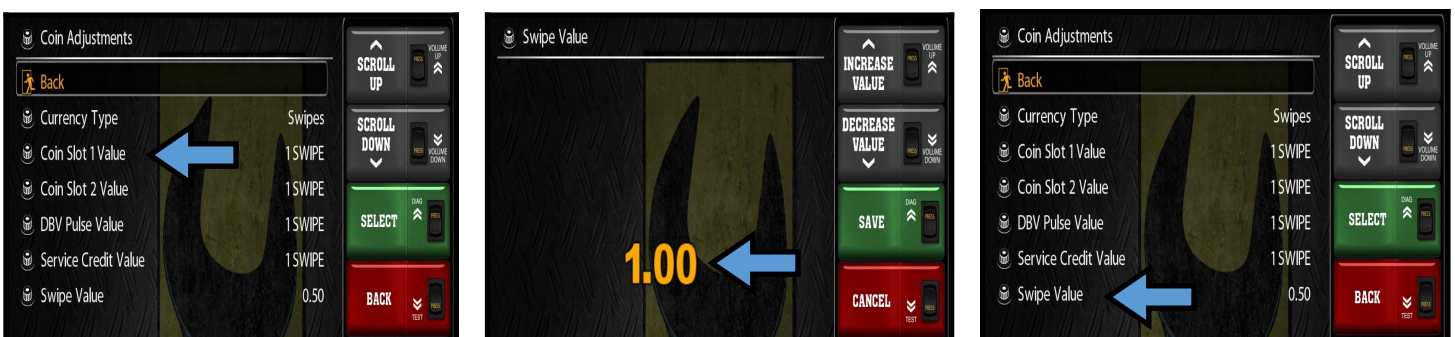 Coin Adjustments
Back
Currency Type Swipes
Coin Slot 1 Value 1 SWIPE
Coin Slot 2 Value 1 SWIPE
DBV Pulse Value 1 SWIPE
Service Credit Value 1 SWIPE
Swipe Value 0.50
SCROLL UP PRESS VOLUME UP
SCROLL DOWN PRESS VOLUME DOWN
SELECT DIAG PRESS
BACK TEST PRESS
Swipe Value
1.00
INCREASE VALUE PRESS VOLUME UP
DECREASE VALUE PRESS VOLUME DOWN
SAVE DIAG PRESS
CANCEL TEST PRESS
Coin Adjustments
Back
Currency Type Swipes
Coin Slot 1 Value 1 SWIPE
Coin Slot 2 Value 1 SWIPE
DBV Pulse Value 1 SWIPE
Service Credit Value 1 SWIPE
Swipe Value 0.50
SCROLL UP PRESS VOLUME UP
SCROLL DOWN PRESS VOLUME DOWN
SELECT DIAG PRESS
BACK TEST PRESS